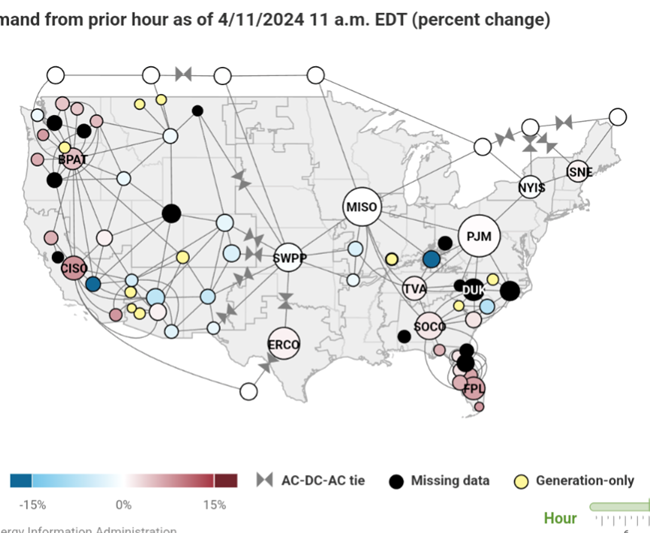 mand from prior hour as of 4/11/2024 11 a.m. EDT (percent change)
BPAT
SNE
NYIS
MISO
PJM
CISO
SWPP
TVA
DUK
SOCO
ERCO
FPL
AC-DC-AC tie
Missing data
Generation-only
-15%
0%
15%
Hour
ergy Information Administration